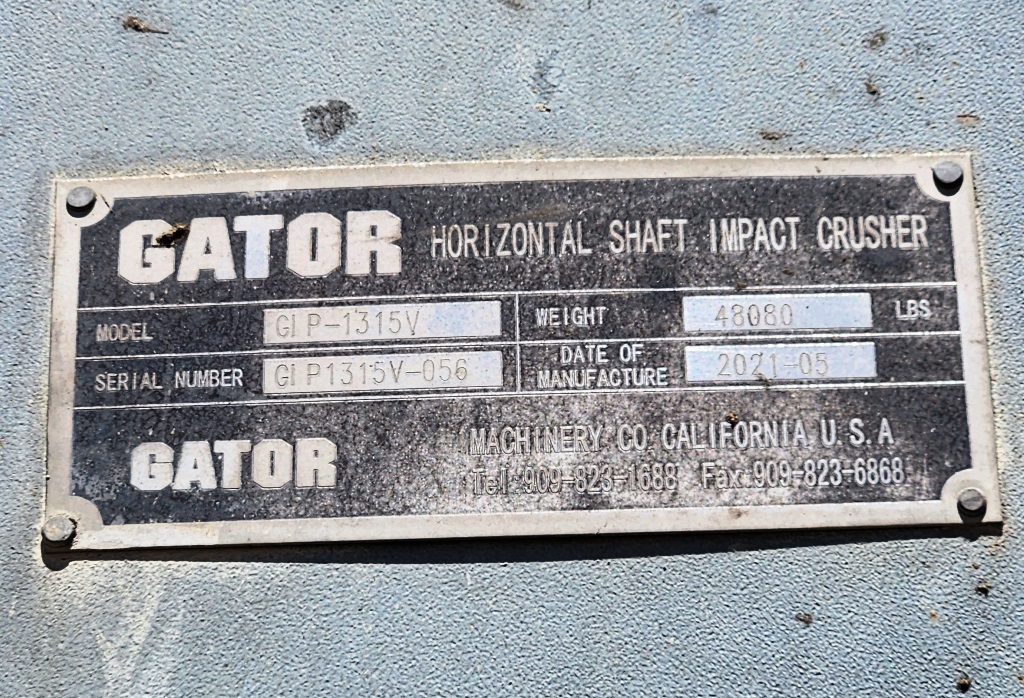 GATOR HORIZONTAL SHAFT IMPACT CRUSHER
MODEL GIP-1315V WEIGHT 48080 LBS
SERIAL NUMBER GIP1315V-056 DATE OF MANUFACTURE 2021-05
GATOR MACHINERY CO. CALIFORNIA U.S.A
Tel:909-823-1688 Fax:909-823-6868